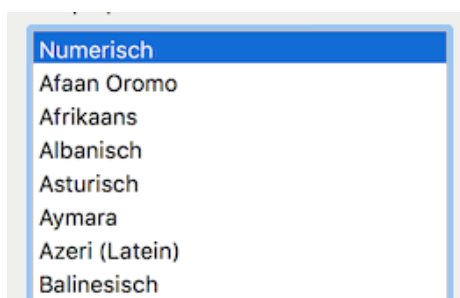 Numerisch
Afaan Oromo
Afrikaans
Albanisch
Asturisch
Aymara
Azeri (Latein)
Balinesisch